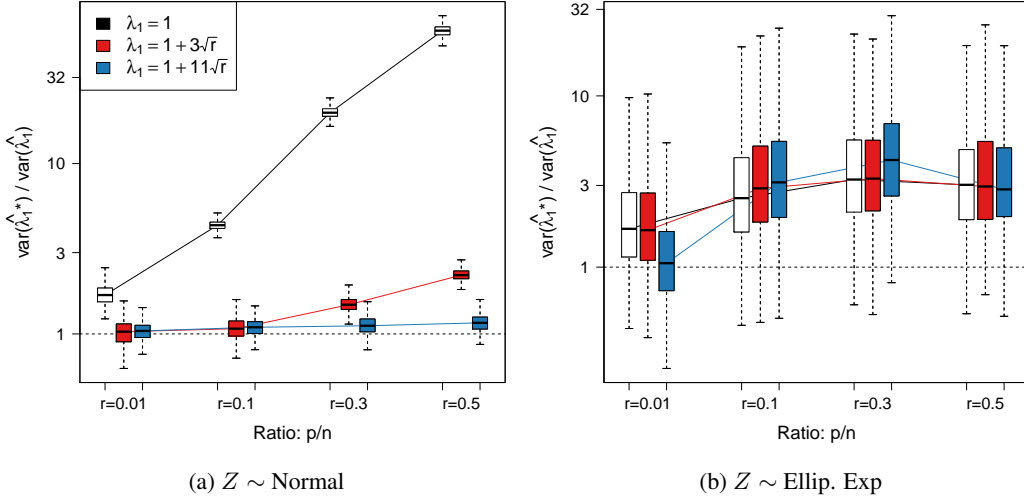 λ₁ = 1
λ₁ = 1 + 3√r
λ₁ = 1 + 11√r
var(λ̂₁*) / var(λ̂₁)
32
10
3
1
r=0.01
r=0.1
r=0.3
r=0.5
Ratio: p/n
(a) Z ∼ Normal
var(λ̂₁*) / var(λ̂₁)
32
10
3
1
r=0.01
r=0.1
r=0.3
r=0.5
Ratio: p/n
(b) Z ∼ Ellip. Exp